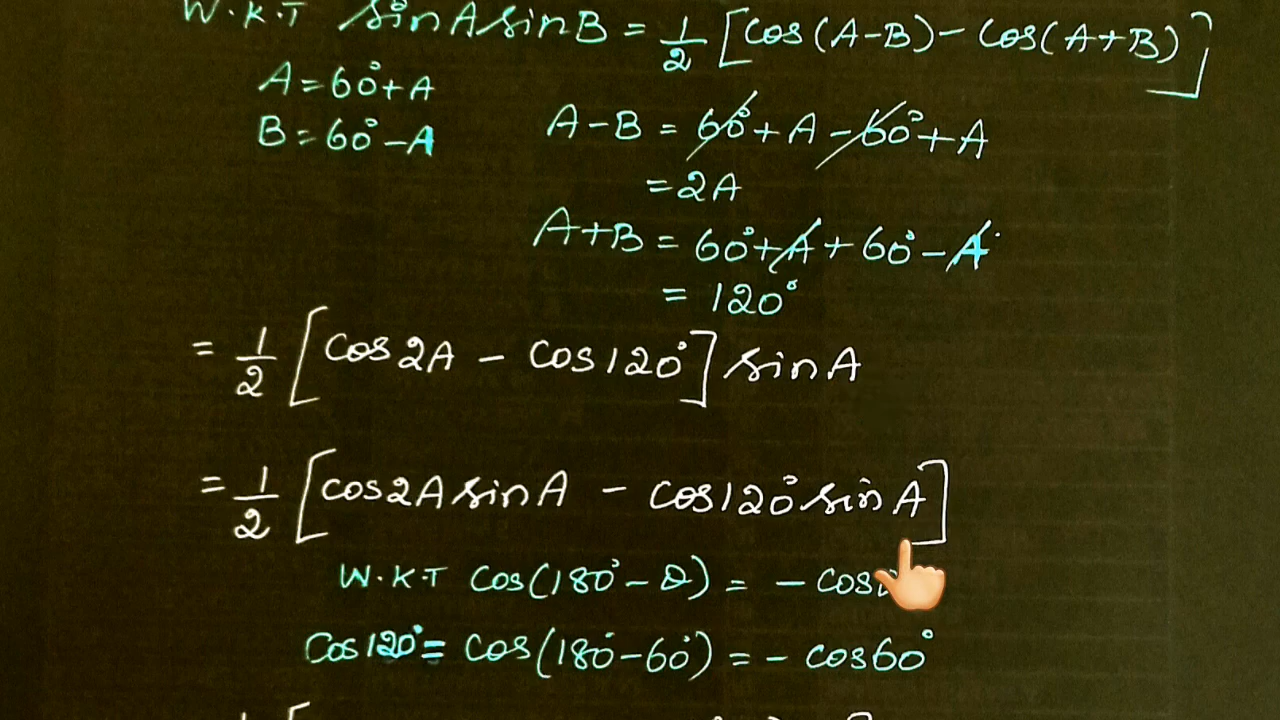 W.K.T sinA sinB = 1/2 [cos(A-B) - cos(A+B)]
A = 60° + A
B = 60° - A
A - B = 60° + A - 60° + A
= 2A
A + B = 60° + A + 60° - A
= 120°
= 1/2 [cos2A - cos120°] sinA
= 1/2 [cos2A sinA - cos120° sinA]
W.K.T cos(180° - θ) = - cos
cos120° = cos(180° - 60°) = - cos60°